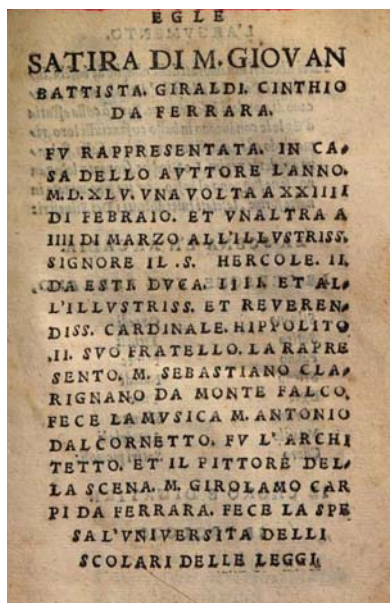 EGLE
SATIRA DI M. GIOVAN
BATTISTA. GIRALDI. CINTHIO
DA FERRARA.
FV RAPPRESENTATA. IN CA-
SA DELLO AVTTORE L'ANNO.
M.D.XLV. VNA VOLTA A XXIIII
DI FEBRAIO. ET VNALTRA A
IIII DI MARZO ALL'ILLVSTRISS.
SIGNORE IL .S. HERCOLE. II.
DA ESTE DVCA. IIII. ET AL-
L'ILLVSTRISS. ET REVEREN-
DISS. CARDINALE. HIPPOLITO
.II. SVO FRATELLO. LA RAPRE
SENTO. M. SEBASTIANO CLA-
RIGNANO DA MONTE FALCO.
FECE LA MVSICA M. ANTONIO
DAL CORNETTO. FV L'ARCHI
TETTO. ET IL PITTORE DEL-
LA SCENA. M. GIROLAMO CAR
PI DA FERRARA. FECE LA SPE
SA L'VNIVERSITA DELLI
SCOLARI DELLE LEGGI.